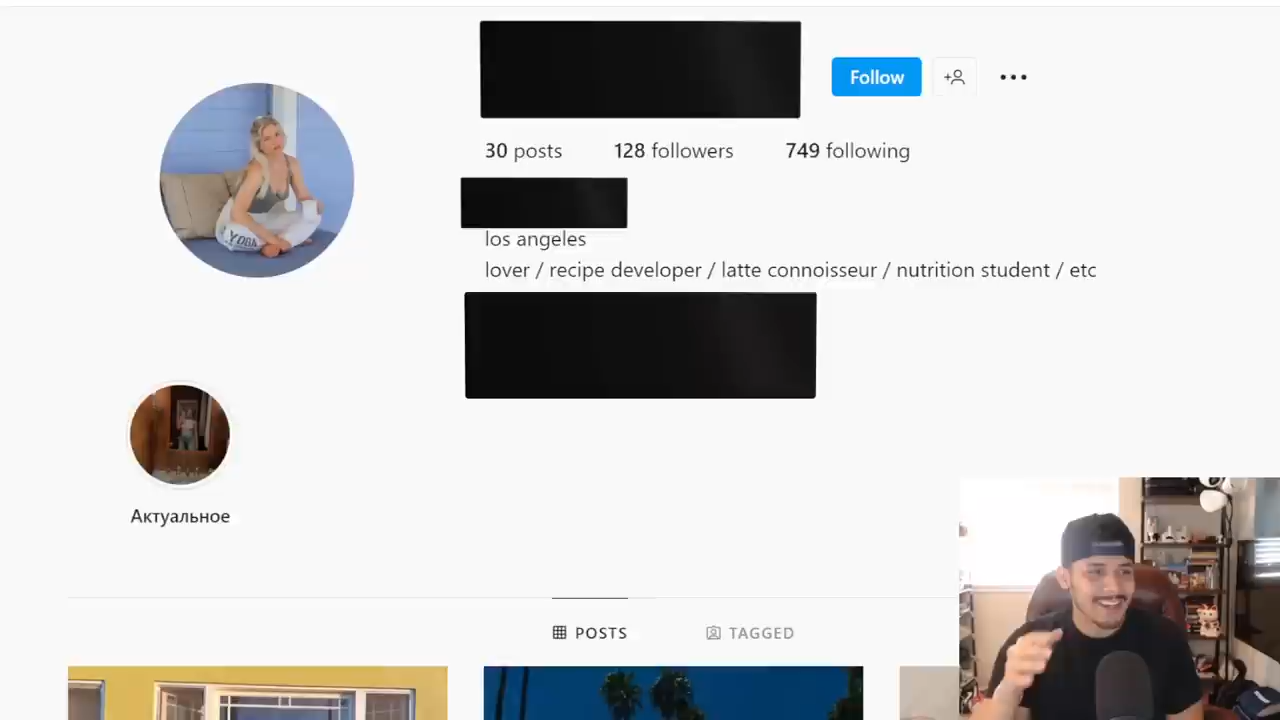 Follow
30 posts 128 followers 749 following
los angeles
lover / recipe developer / latte connoisseur / nutrition student / etc
YOGA
Актуальное
POSTS TAGGED